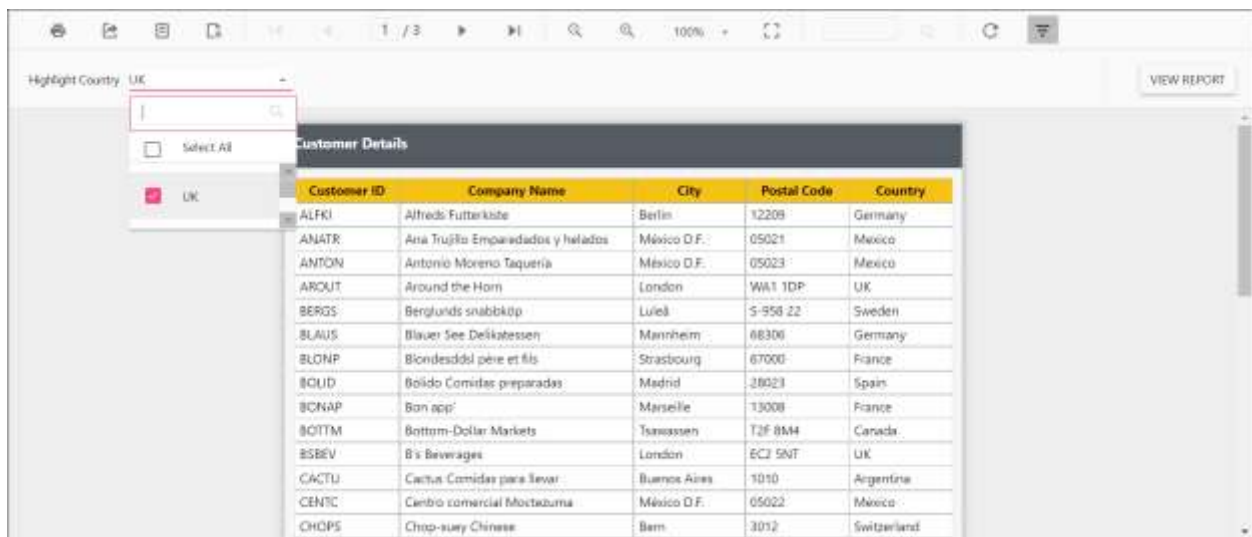 1 / 3 100%
Highlight Country UK VIEW REPORT
Select All
UK
Customer Details
Customer ID Company Name City Postal Code Country
ALFKI Alfreds Futterkiste Berlin 12209 Germany
ANATR Ana Trujillo Emparedados y helados México D.F. 05021 Mexico
ANTON Antonio Moreno Taquería México D.F. 05023 Mexico
AROUT Around the Horn London WA1 1DP UK
BERGS Berglunds snabbköp Luleå S-958 22 Sweden
BLAUS Blauer See Delikatessen Mannheim 68306 Germany
BLONP Blondesddsl père et fils Strasbourg 67000 France
BOLID Bólido Comidas preparadas Madrid 28023 Spain
BONAP Bon app' Marseille 13008 France
BOTTM Bottom-Dollar Markets Tsawassen T2F 8M4 Canada
BSBEV B's Beverages London EC2 5NT UK
CACTU Cactus Comidas para llevar Buenos Aires 1010 Argentina
CENTC Centro comercial Moctezuma México D.F. 05022 Mexico
CHOPS Chop-suey Chinese Bern 3012 Switzerland